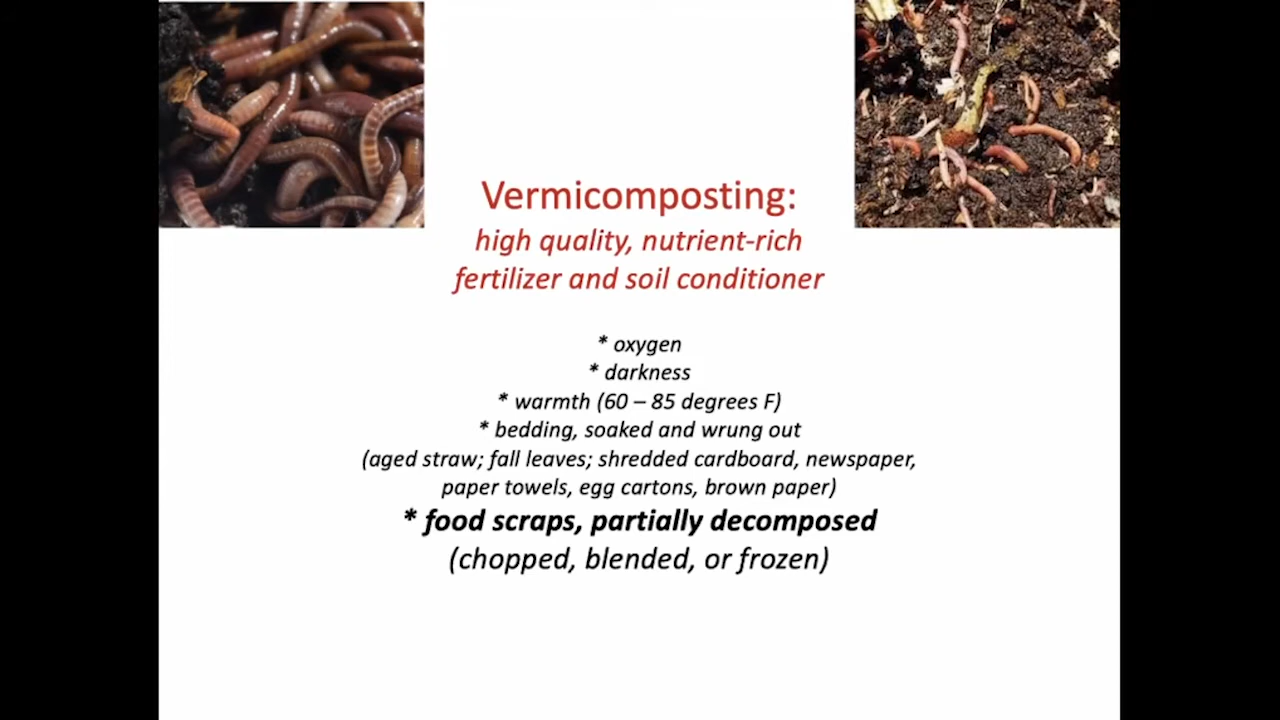 Vermicomposting:
high quality, nutrient-rich
fertilizer and soil conditioner
* oxygen
* darkness
* warmth (60 – 85 degrees F)
* bedding, soaked and wrung out
(aged straw; fall leaves; shredded cardboard, newspaper,
paper towels, egg cartons, brown paper)
* food scraps, partially decomposed
(chopped, blended, or frozen)